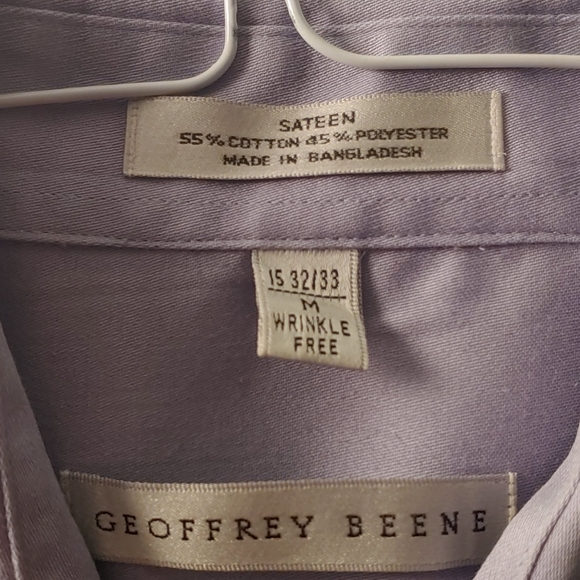 SATEEN
55% COTTON 45% POLYESTER
MADE IN BANGLADESH
15 32/33
M
WRINKLE
FREE
GEOFFREY BEENE